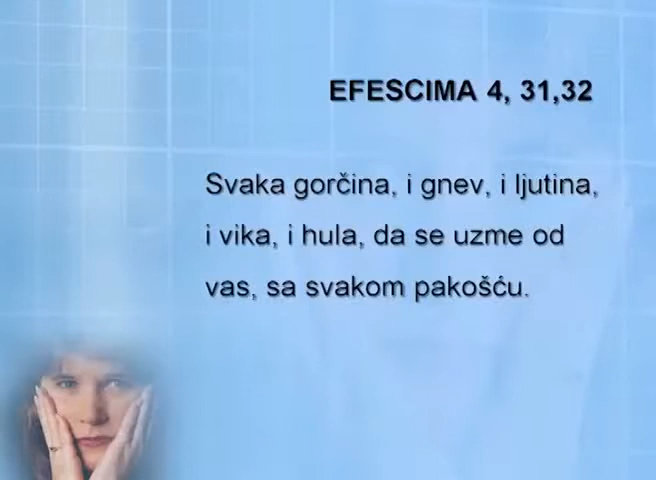 EFESCIMA 4, 31,32
Svaka gorčina, i gnev, i ljutina,
i vika, i hula, da se uzme od
vas, sa svakom pakošću.